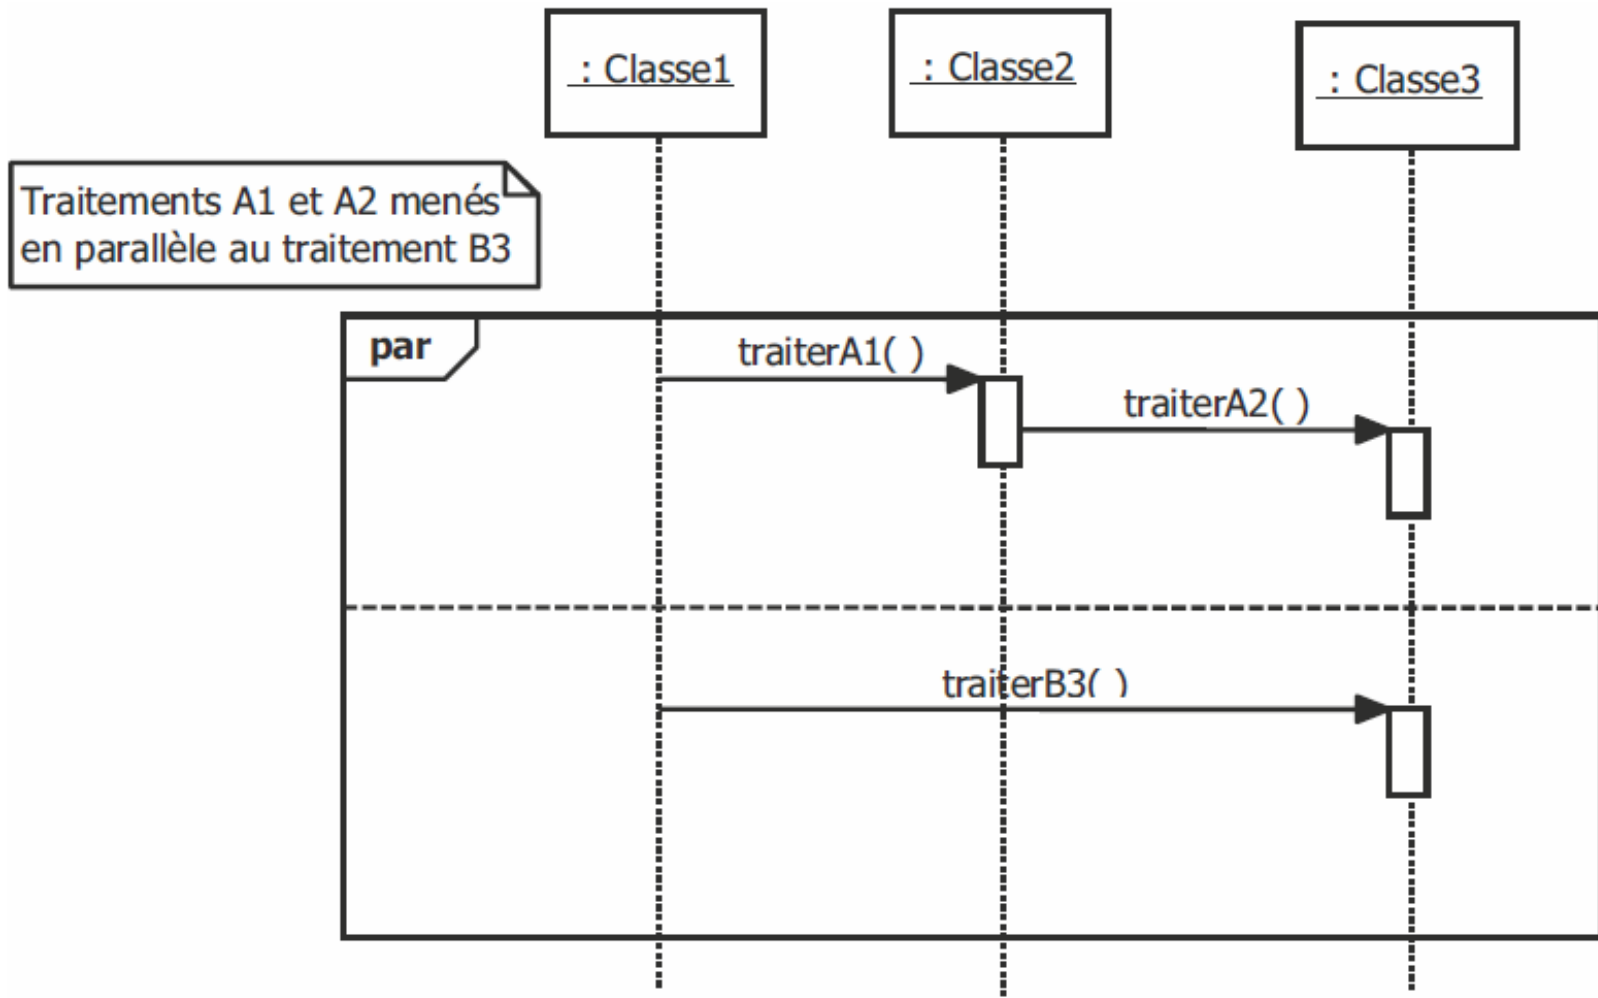 : Classe1
: Classe2
: Classe3
Traitements A1 et A2 menés
en parallèle au traitement B3
par
traiterA1( )
traiterA2( )
traiterB3( )